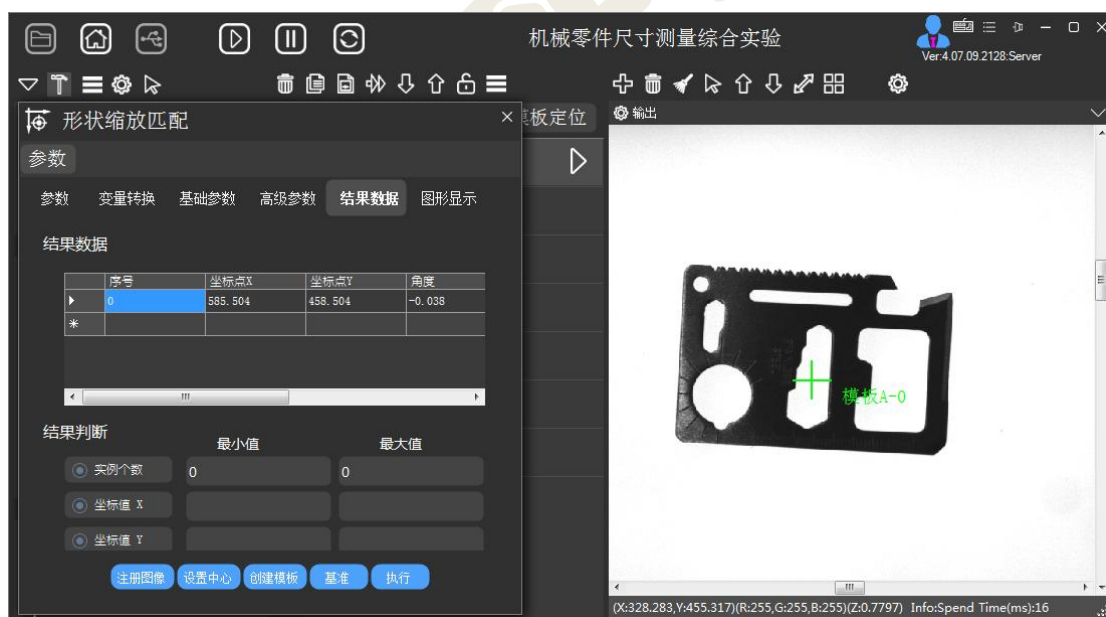 机械零件尺寸测量综合实验
Ver:4.07.09.2128:Server
形状缩放匹配
板定位
输出
参数
参数 变量转换 基础参数 高级参数 结果数据 图形显示
结果数据
序号 坐标点X 坐标点Y 角度
0 585.504 458.504 -0.038
模板A-0
结果判断
最小值 最大值
实例个数 0 0
坐标值 X
坐标值 Y
注册图像 设置中心 创建模板 基准 执行
(X:328.283,Y:455.317)(R:255,G:255,B:255)(Z:0.7797) Info:Spend Time(ms):16